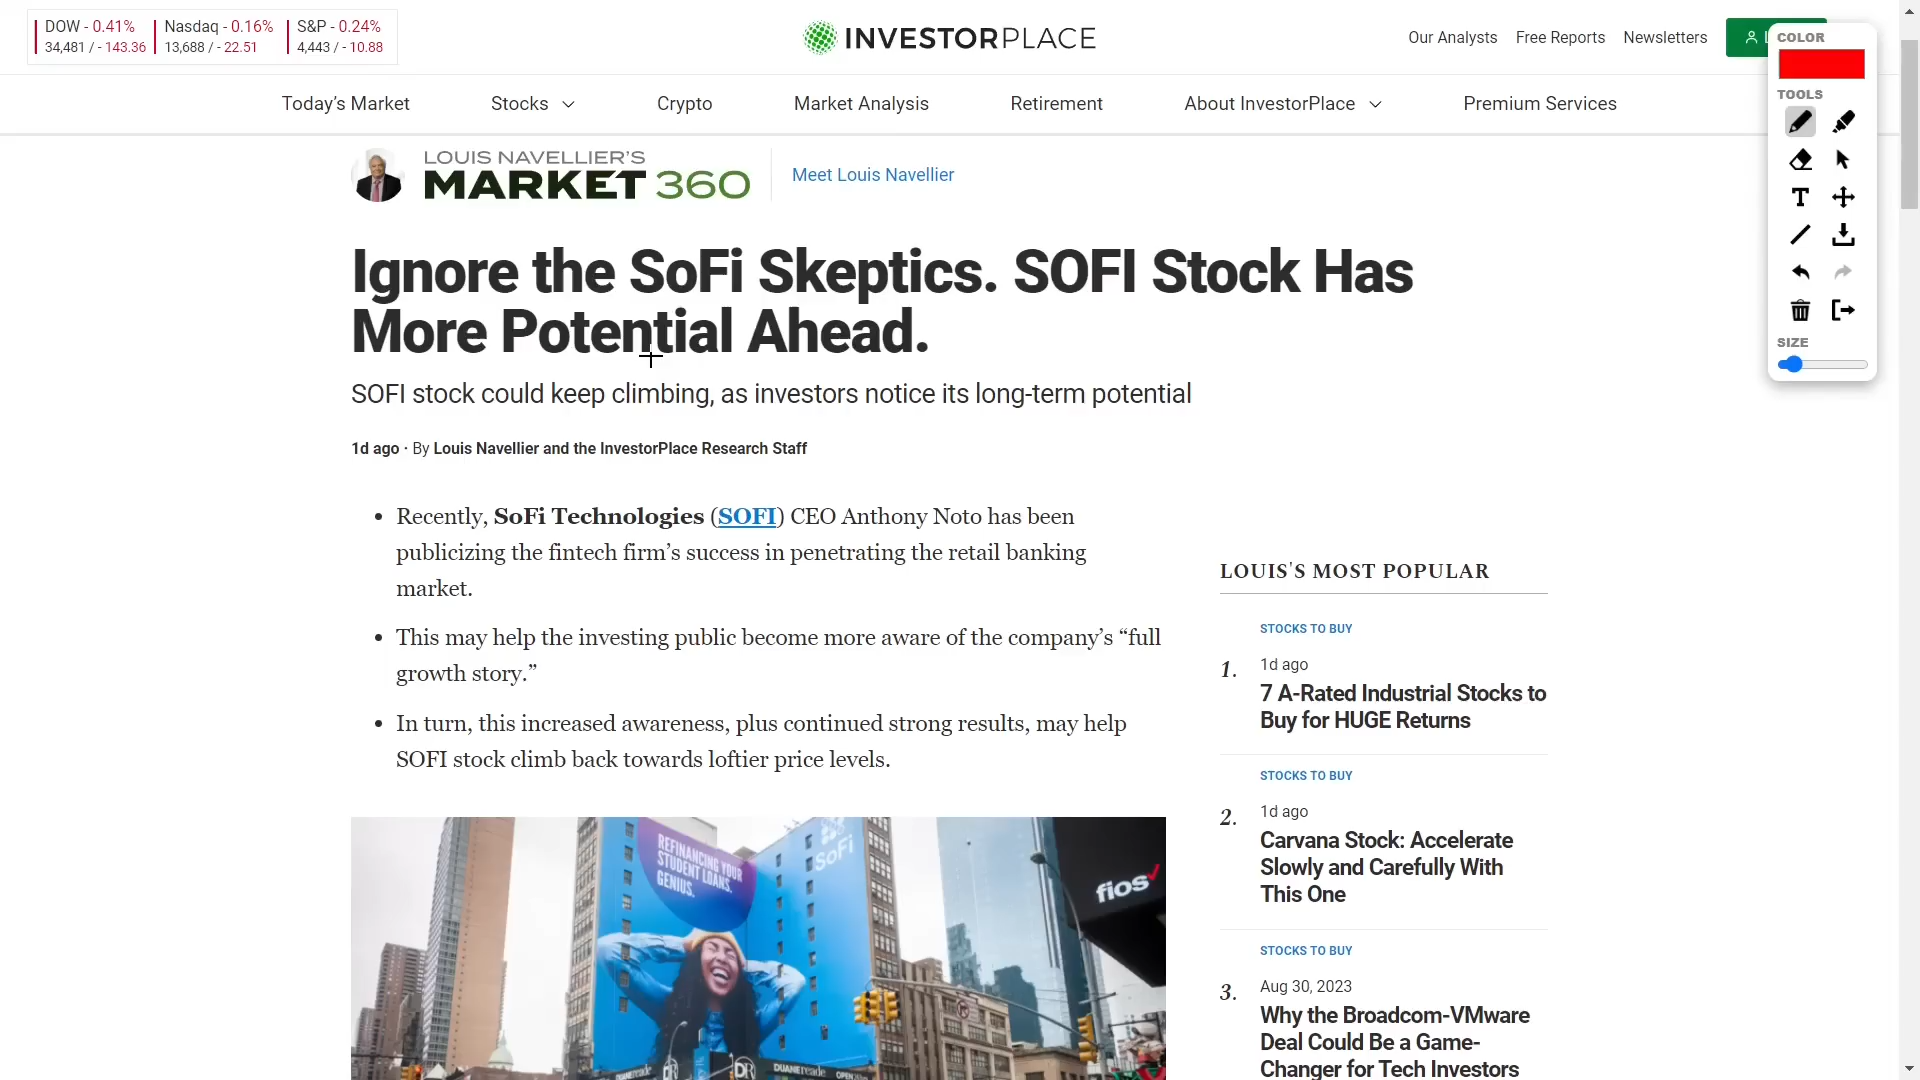 DOW - 0.41%
34,481 / - 143.36
Nasdaq - 0.16%
13,688 / - 22.51
S&P - 0.24%
4,443 / - 10.88
INVESTORPLACE
Our Analysts
Free Reports
Newsletters
Today’s Market
Stocks
Crypto
Market Analysis
Retirement
About InvestorPlace
Premium Services
COLOR
TOOLS
SIZE
LOUIS NAVELLIER'S
MARKET 360
Meet Louis Navellier
Ignore the SoFi Skeptics. SOFI Stock Has
More Potential Ahead.
SOFI stock could keep climbing, as investors notice its long-term potential
1d ago · By Louis Navellier and the InvestorPlace Research Staff
Recently, SoFi Technologies (SOFI) CEO Anthony Noto has been
publicizing the fintech firm’s success in penetrating the retail banking
market.
This may help the investing public become more aware of the company’s “full
growth story.”
In turn, this increased awareness, plus continued strong results, may help
SOFI stock climb back towards loftier price levels.
REFINANCING YOUR
STUDENT LOANS.
GENIUS.
SoFi
fios
DUANEreade
DR
DUANEreade
OPEN
LOUIS'S MOST POPULAR
STOCKS TO BUY
1. 1d ago
7 A-Rated Industrial Stocks to
Buy for HUGE Returns
STOCKS TO BUY
2. 1d ago
Carvana Stock: Accelerate
Slowly and Carefully With
This One
STOCKS TO BUY
3. Aug 30, 2023
Why the Broadcom-VMware
Deal Could Be a Game-
Changer for Tech Investors